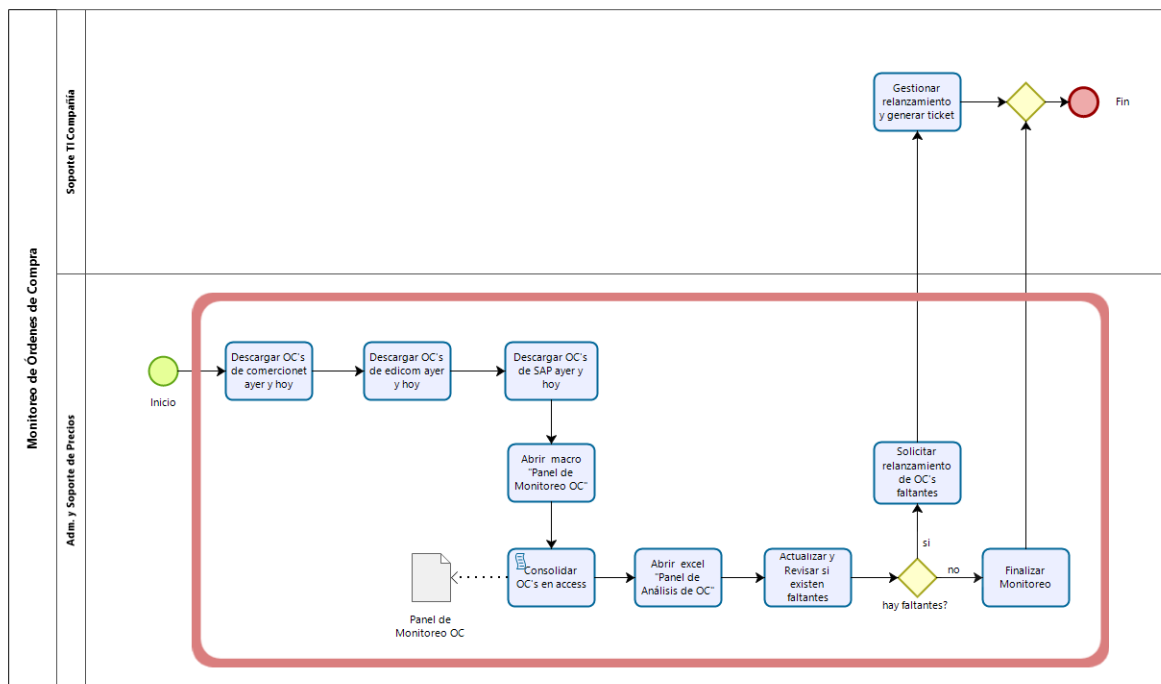 Monitoreo de Órdenes de Compra
Soporte TI Compañía
Gestionar
relanzamiento
y generar ticket
Fin
Adm. y Soporte de Precios
Inicio
Descargar OC`s
de comercionet
ayer y hoy
Descargar OC`s
de edicom ayer
y hoy
Descargar OC`s
de SAP ayer y
hoy
Abrir macro
"Panel de
Monitoreo OC"
Solicitar
relanzamiento
de OC`s
faltantes
si
Panel de
Monitoreo OC
Consolidar
OC`s en access
Abrir excel
"Panel de
Análisis de OC"
Actualizar y
Revisar si
existen
faltantes
hay faltantes?
no
Finalizar
Monitoreo